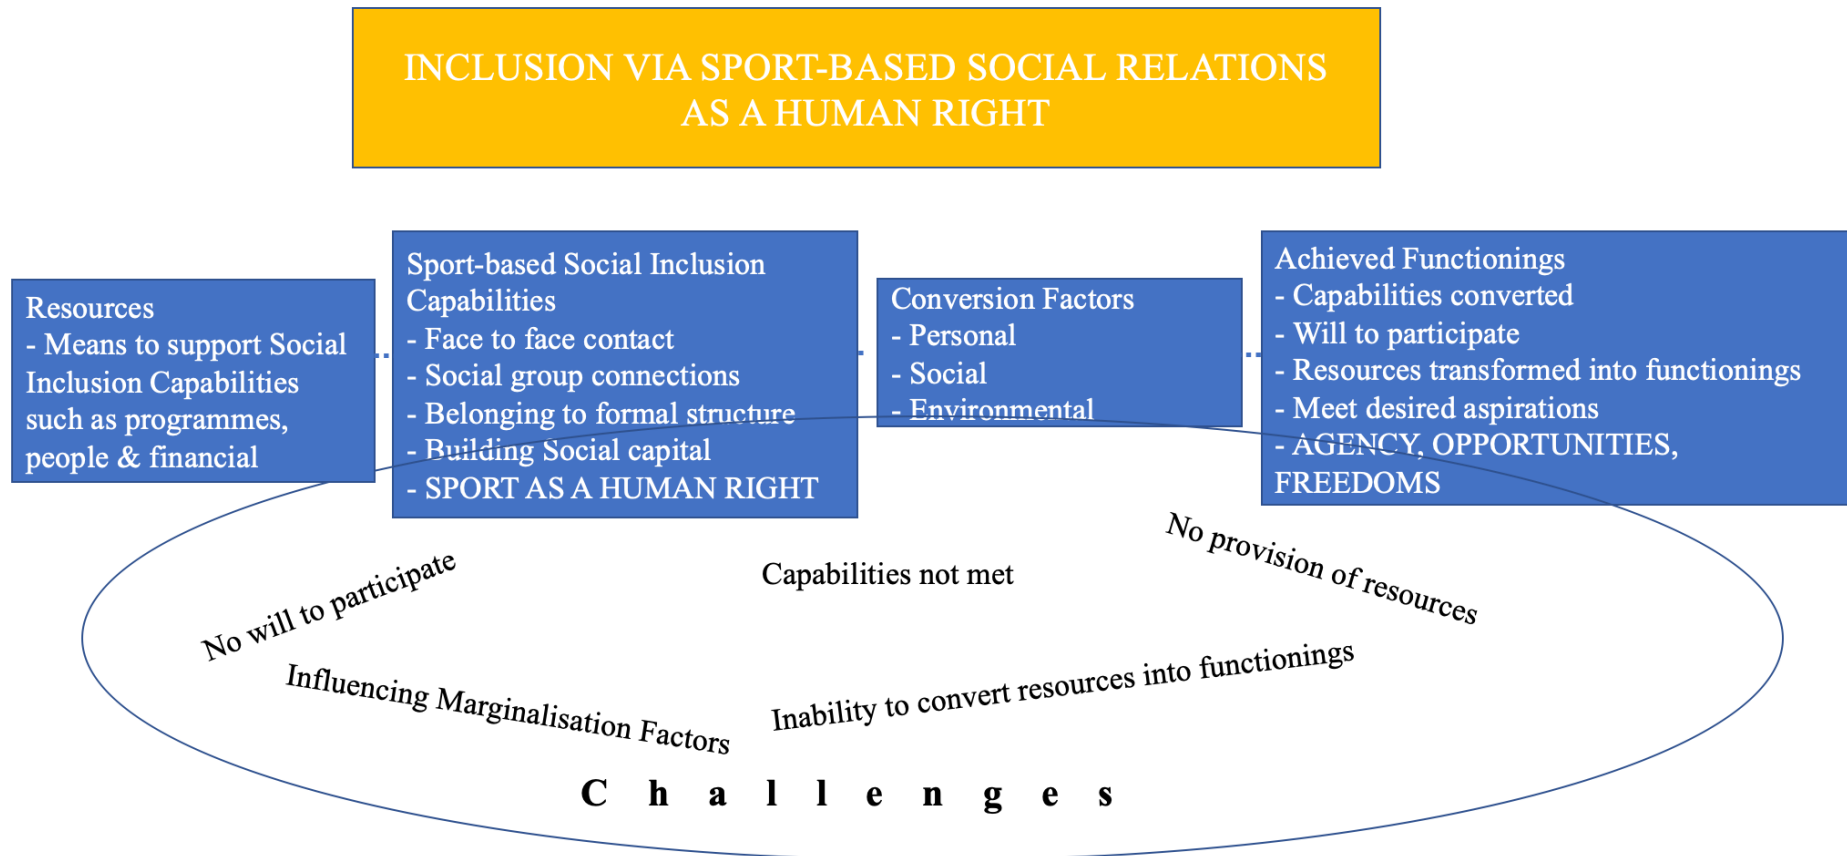 INCLUSION VIA SPORT-BASED SOCIAL RELATIONS
AS A HUMAN RIGHT
Resources
- Means to support Social
Inclusion Capabilities
such as programmes,
people & financial
Sport-based Social Inclusion
Capabilities
- Face to face contact
- Social group connections
- Belonging to formal structure
- Building Social capital
- SPORT AS A HUMAN RIGHT
Conversion Factors
- Personal
- Social
- Environmental
Achieved Functionings
- Capabilities converted
- Will to participate
- Resources transformed into functionings
- Meet desired aspirations
- AGENCY, OPPORTUNITIES,
FREEDOMS
No will to participate
Capabilities not met
No provision of resources
Influencing Marginalisation Factors
Inability to convert resources into functionings
Challenges